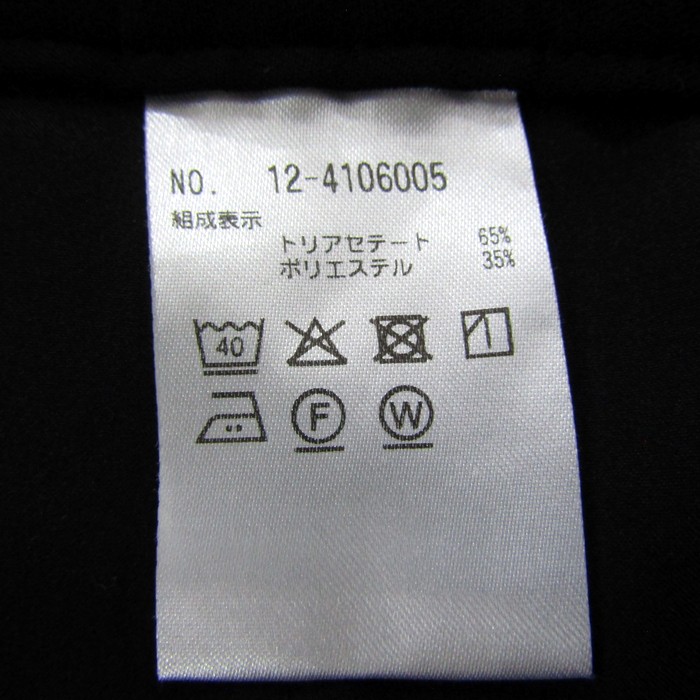 NO. 12-4106005
組成表示
トリアセテート 65%
ポリエステル 35%
40
F W